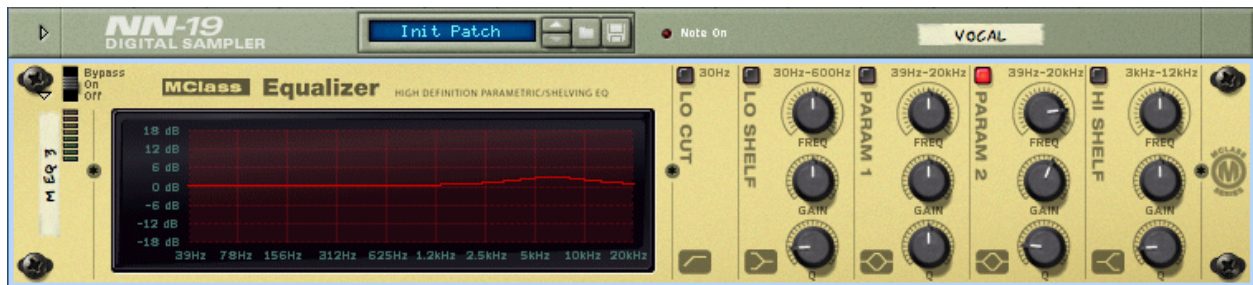 NN-19
DIGITAL SAMPLER
Init Patch
Note On
VOCAL
Bypass
On
Off
MClass Equalizer HIGH DEFINITION PARAMETRIC/SHELVING EQ
M EQ 3
18 dB
12 dB
6 dB
0 dB
-6 dB
-12 dB
-18 dB
39Hz 78Hz 156Hz 312Hz 625Hz 1.2kHz 2.5kHz 5kHz 10kHz 20kHz
30Hz
LO CUT
30Hz-600Hz
LO SHELF
FREQ
GAIN
Q
39Hz-20kHz
PARAM 1
FREQ
GAIN
Q
39Hz-20kHz
PARAM 2
FREQ
GAIN
Q
3kHz-12kHz
HI SHELF
FREQ
GAIN
Q
MCLASS
M
SERIES